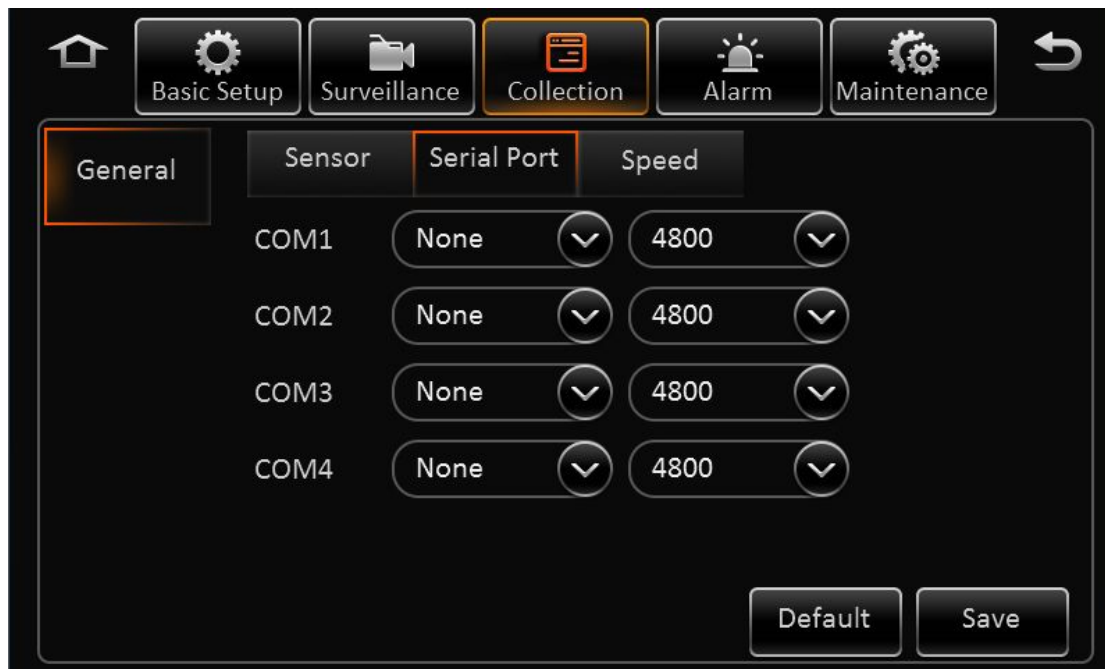 Basic Setup Surveillance Collection Alarm Maintenance
General Sensor Serial Port Speed
COM1 None 4800
COM2 None 4800
COM3 None 4800
COM4 None 4800
Default Save